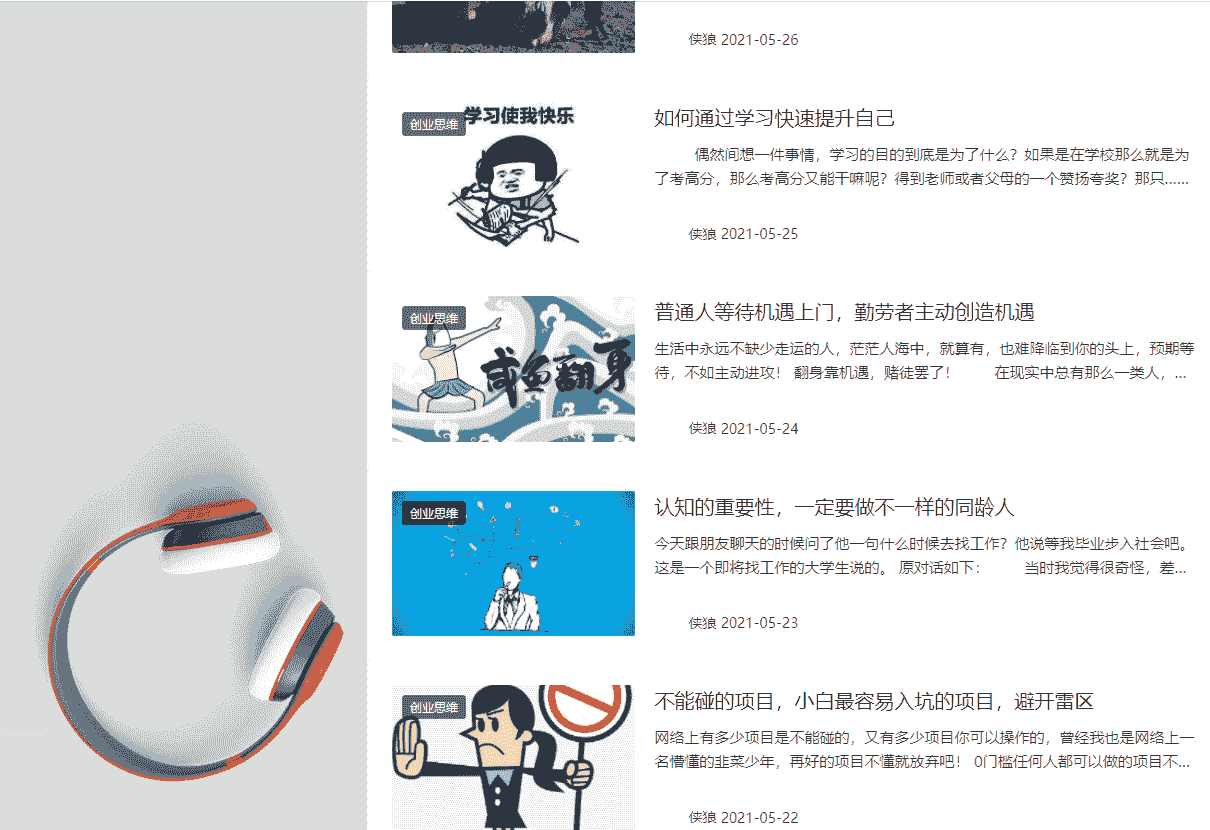 侠狼 2021-05-26
创业思维
学习使我快乐
如何通过学习快速提升自己
偶然间想一件事情，学习的目的到底是为了什么？如果是在学校那么就是为
了考高分，那么考高分又能干嘛呢？得到老师或者父母的一个赞扬夸奖？那只......
侠狼 2021-05-25
创业思维
咸鱼翻身
普通人等待机遇上门，勤劳者主动创造机遇
生活中永远不缺少走运的人，茫茫人海中，就算有，也难降临到你的头上，预期等
待，不如主动进攻！ 翻身靠机遇，赌徒罢了！ 在现实中总有那么一类人，...
侠狼 2021-05-24
创业思维
认知的重要性，一定要做不一样的同龄人
今天跟朋友聊天的时候问了他一句什么时候去找工作？他说等我毕业步入社会吧。
这是一个即将找工作的大学生说的。 原对话如下： 当时我觉得很奇怪，差...
侠狼 2021-05-23
创业思维
不能碰的项目，小白最容易入坑的项目，避开雷区
网络上有多少项目是不能碰的，又有多少项目你可以操作的，曾经我也是网络上一
名懵懂的韭菜少年，再好的项目不懂就放弃吧！ 0门槛任何人都可以做的项目不...
侠狼 2021-05-22